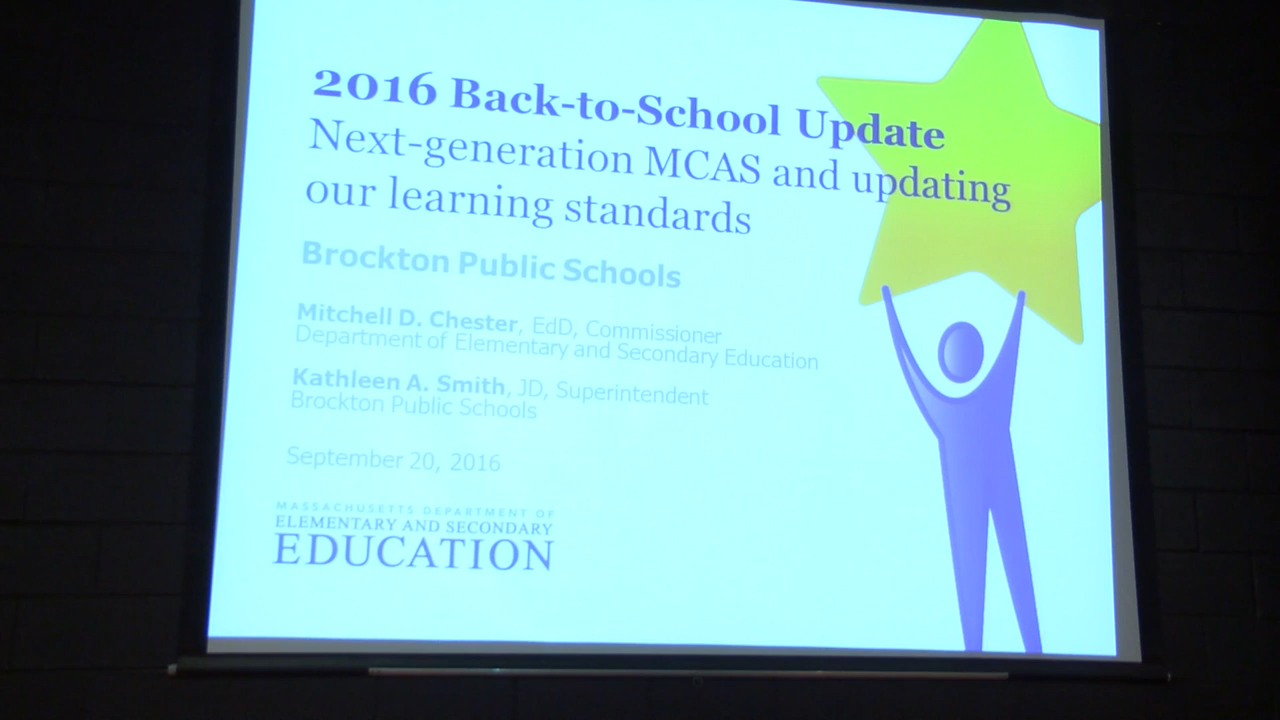 2016 Back-to-School Update
Next-generation MCAS and updating
our learning standards
Brockton Public Schools
Mitchell D. Chester, EdD, Commissioner
Department of Elementary and Secondary Education
Kathleen A. Smith, JD, Superintendent
Brockton Public Schools
September 20, 2016
MASSACHUSETTS DEPARTMENT OF
ELEMENTARY AND SECONDARY
EDUCATION